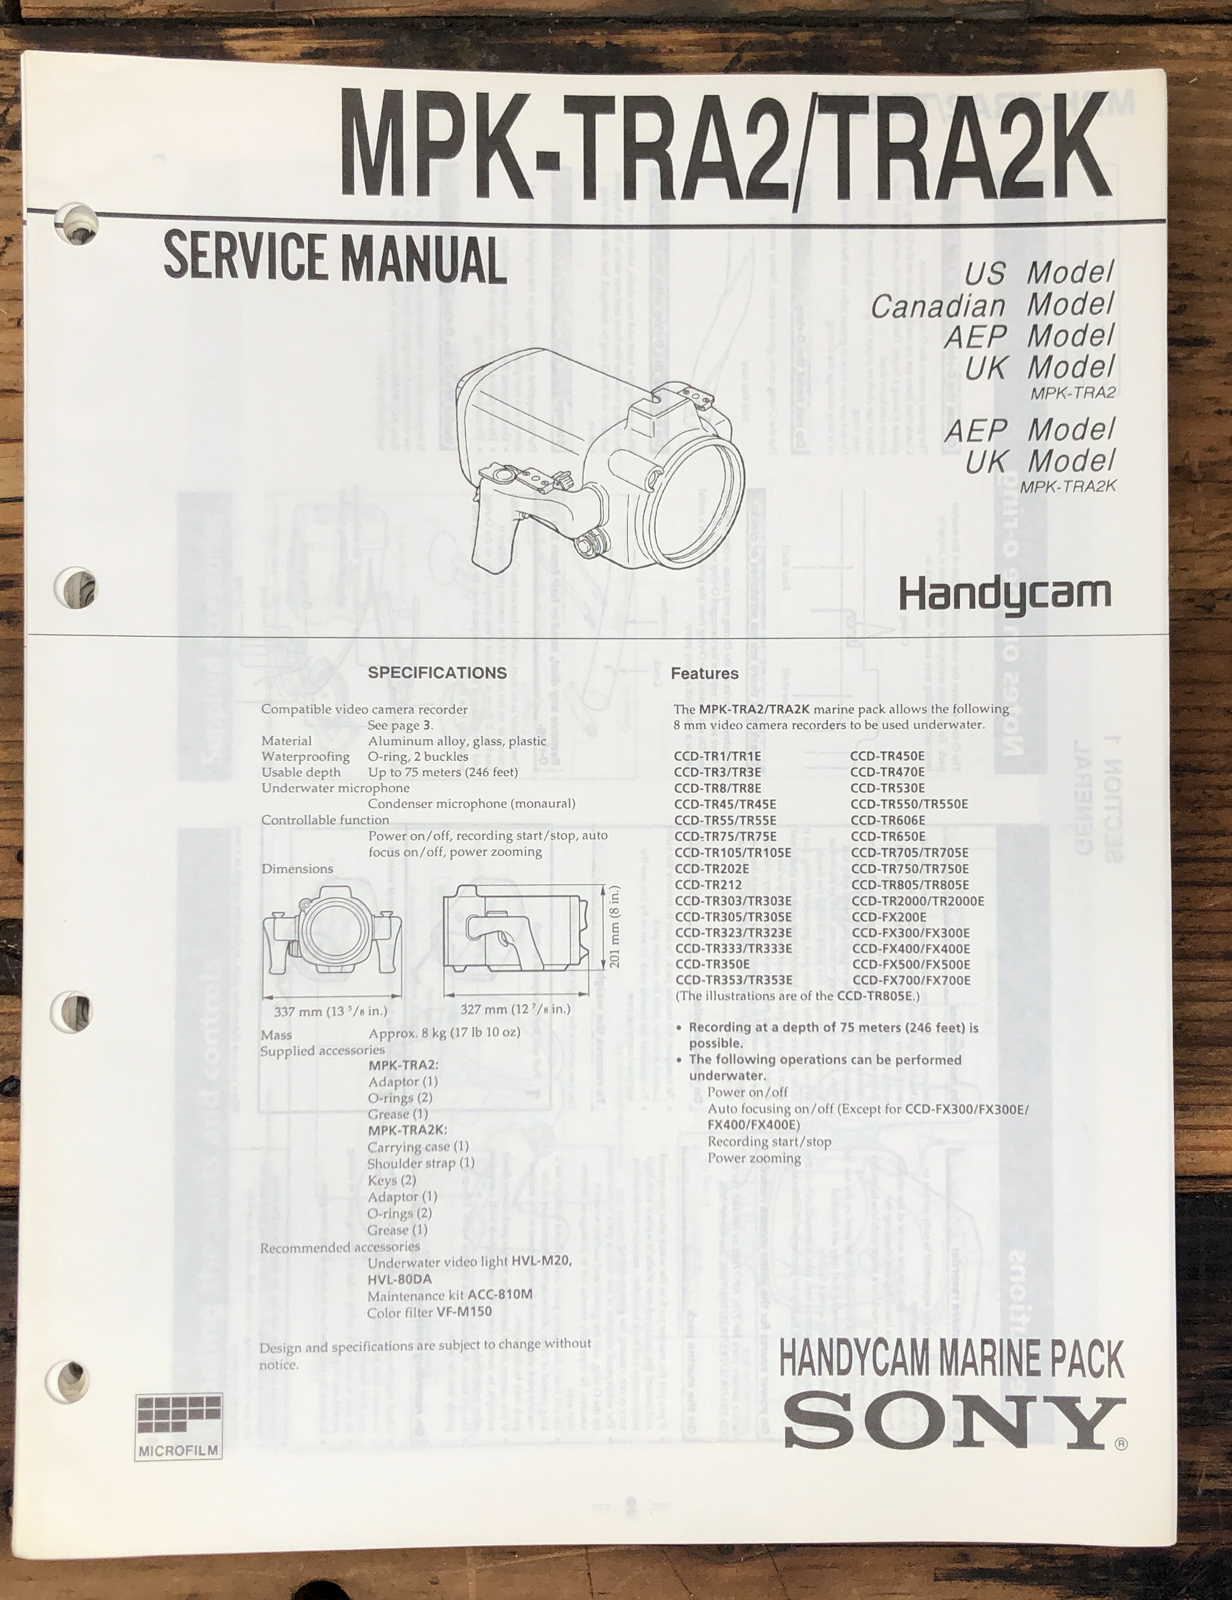 MPK-TRA2/TRA2K
SERVICE MANUAL
US Model
Canadian Model
AEP Model
UK Model
MPK-TRA2
AEP Model
UK Model
MPK-TRA2K
Handycam
SPECIFICATIONS
Compatible video camera recorder
See page 3.
Material Aluminum alloy, glass, plastic
Waterproofing O-ring, 2 buckles
Usable depth Up to 75 meters (246 feet)
Underwater microphone
Condenser microphone (monaural)
Controllable function
Power on/off, recording start/stop, auto
focus on/off, power zooming
Dimensions
201 mm (8 in.)
337 mm (13 3/8 in.)
327 mm (12 7/8 in.)
Mass Approx. 8 kg (17 lb 10 oz)
Supplied accessories
MPK-TRA2:
Adaptor (1)
O-rings (2)
Grease (1)
MPK-TRA2K:
Carrying case (1)
Shoulder strap (1)
Keys (2)
Adaptor (1)
O-rings (2)
Grease (1)
Recommended accessories
Underwater video light HVL-M20,
HVL-80DA
Maintenance kit ACC-810M
Color filter VF-M150
Design and specifications are subject to change without
notice.
MICROFILM
Features
The MPK-TRA2/TRA2K marine pack allows the following
8 mm video camera recorders to be used underwater.
CCD-TR1/TR1E CCD-TR450E
CCD-TR3/TR3E CCD-TR470E
CCD-TR8/TR8E CCD-TR530E
CCD-TR45/TR45E CCD-TR550/TR550E
CCD-TR55/TR55E CCD-TR606E
CCD-TR75/TR75E CCD-TR650E
CCD-TR105/TR105E CCD-TR705/TR705E
CCD-TR202E CCD-TR750/TR750E
CCD-TR212 CCD-TR805/TR805E
CCD-TR303/TR303E CCD-TR2000/TR2000E
CCD-TR305/TR305E CCD-FX200E
CCD-TR323/TR323E CCD-FX300/FX300E
CCD-TR333/TR333E CCD-FX400/FX400E
CCD-TR350E CCD-FX500/FX500E
CCD-TR353/TR353E CCD-FX700/FX700E
(The illustrations are of the CCD-TR805E.)
• Recording at a depth of 75 meters (246 feet) is
possible.
• The following operations can be performed
underwater.
Power on/off
Auto focusing on/off (Except for CCD-FX300/FX300E/
FX400/FX400E)
Recording start/stop
Power zooming
HANDYCAM MARINE PACK
SONY®